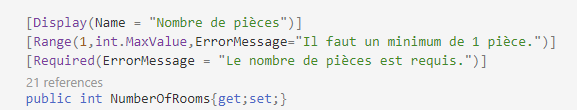 [Display(Name = "Nombre de pièces")]
[Range(1,int.MaxValue,ErrorMessage="Il faut un minimum de 1 pièce.")]
[Required(ErrorMessage = "Le nombre de pièces est requis.")]
21 references
public int NumberOfRooms{get;set;}